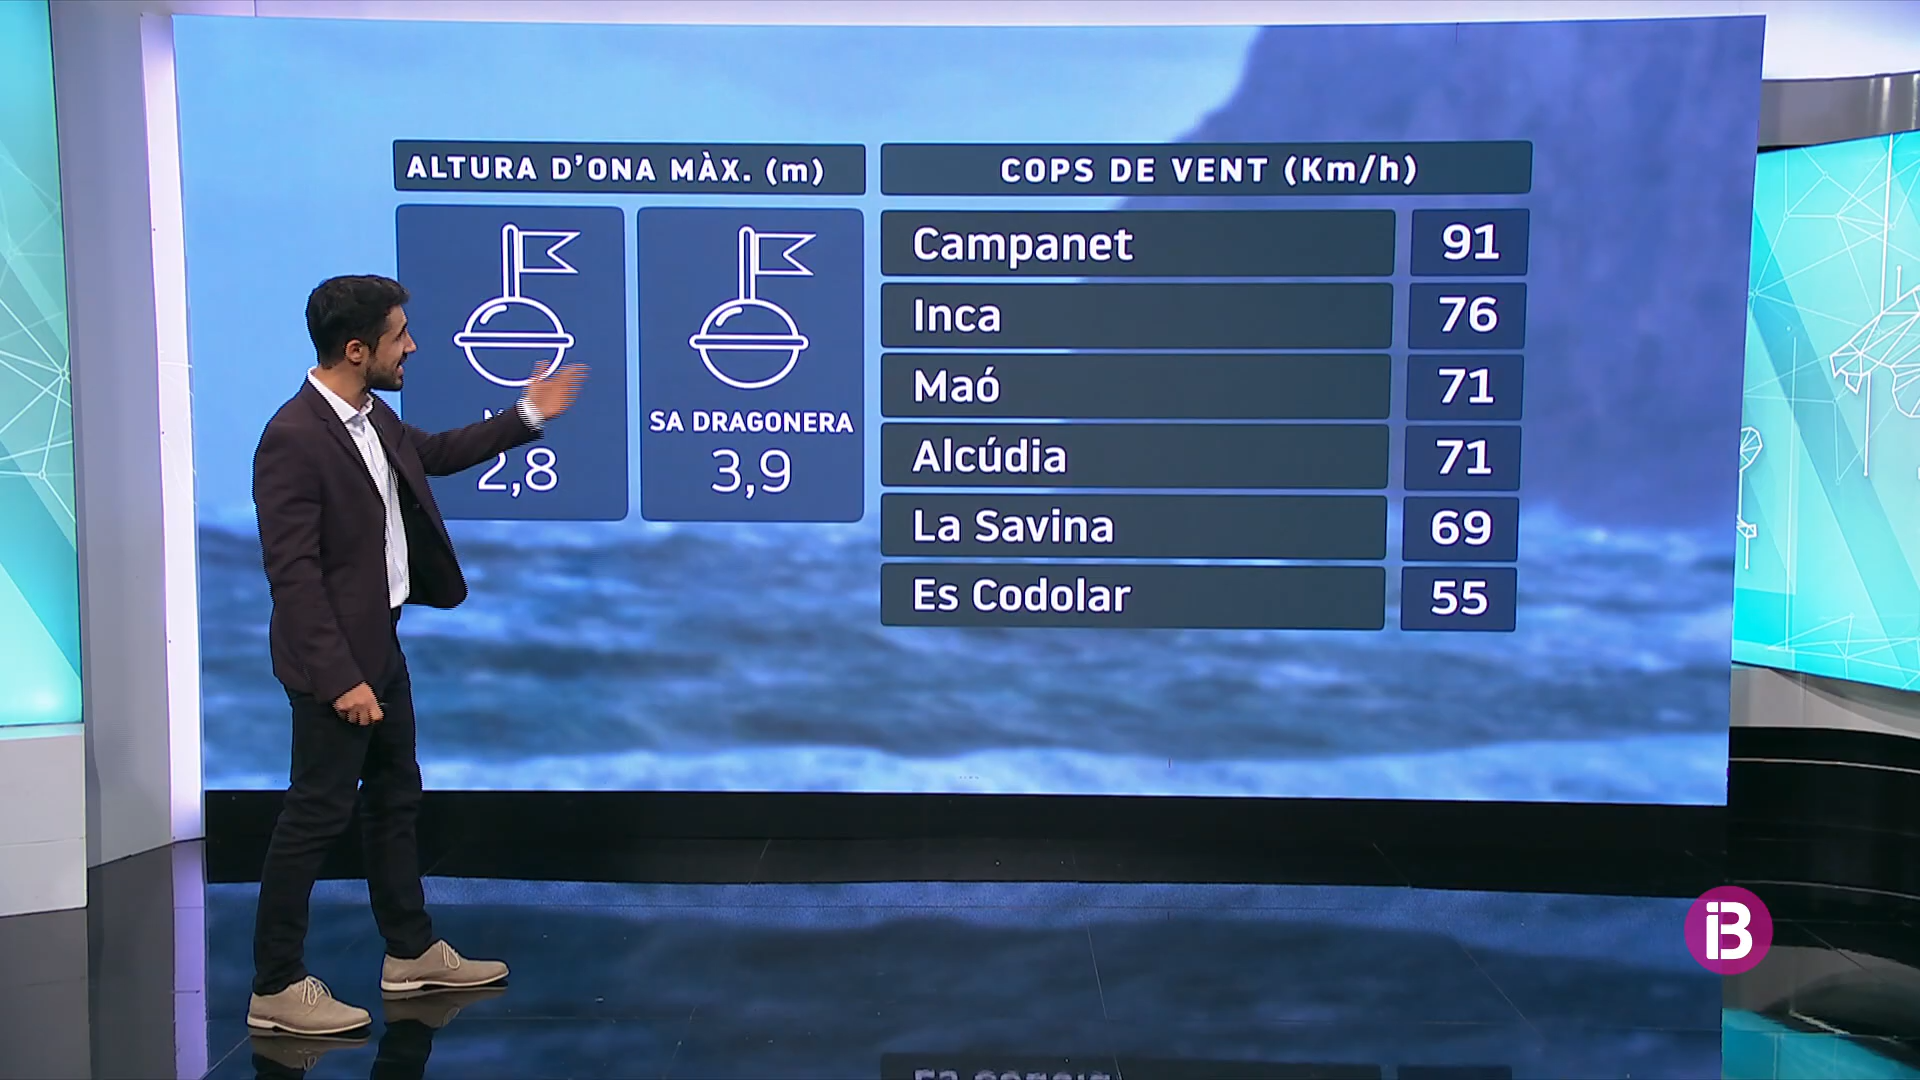 ALTURA D'ONA MÀX. (m)
2,8
SA DRAGONERA
3,9
COPS DE VENT (Km/h)
Campanet 91
Inca 76
Maó 71
Alcúdia 71
La Savina 69
Es Codolar 55
iB